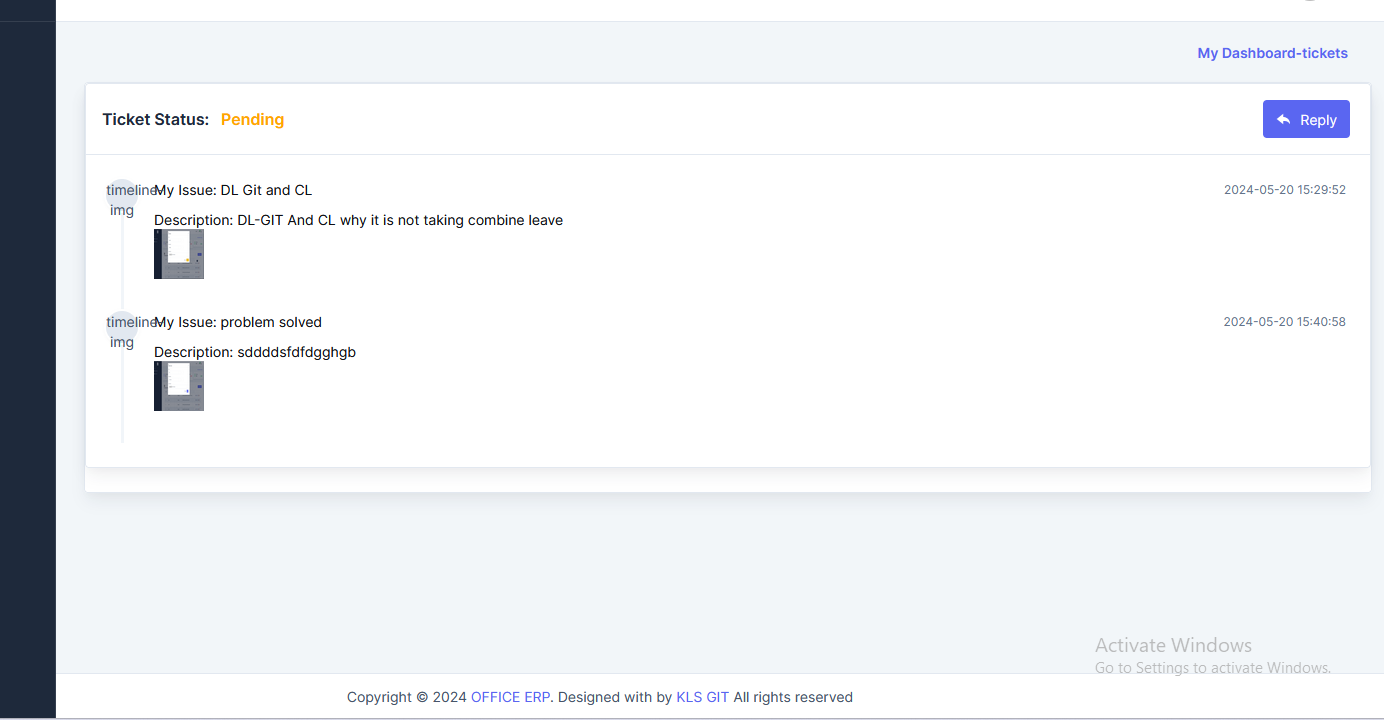 My Dashboard-tickets
Ticket Status: Pending
Reply
timeline-
img
My Issue: DL Git and CL
2024-05-20 15:29:52
Description: DL-GIT And CL why it is not taking combine leave
timeline-
img
My Issue: problem solved
2024-05-20 15:40:58
Description: sddddsfdfdgghgb
Activate Windows
Go to Settings to activate Windows.
Copyright © 2024 OFFICE ERP. Designed with by KLS GIT All rights reserved